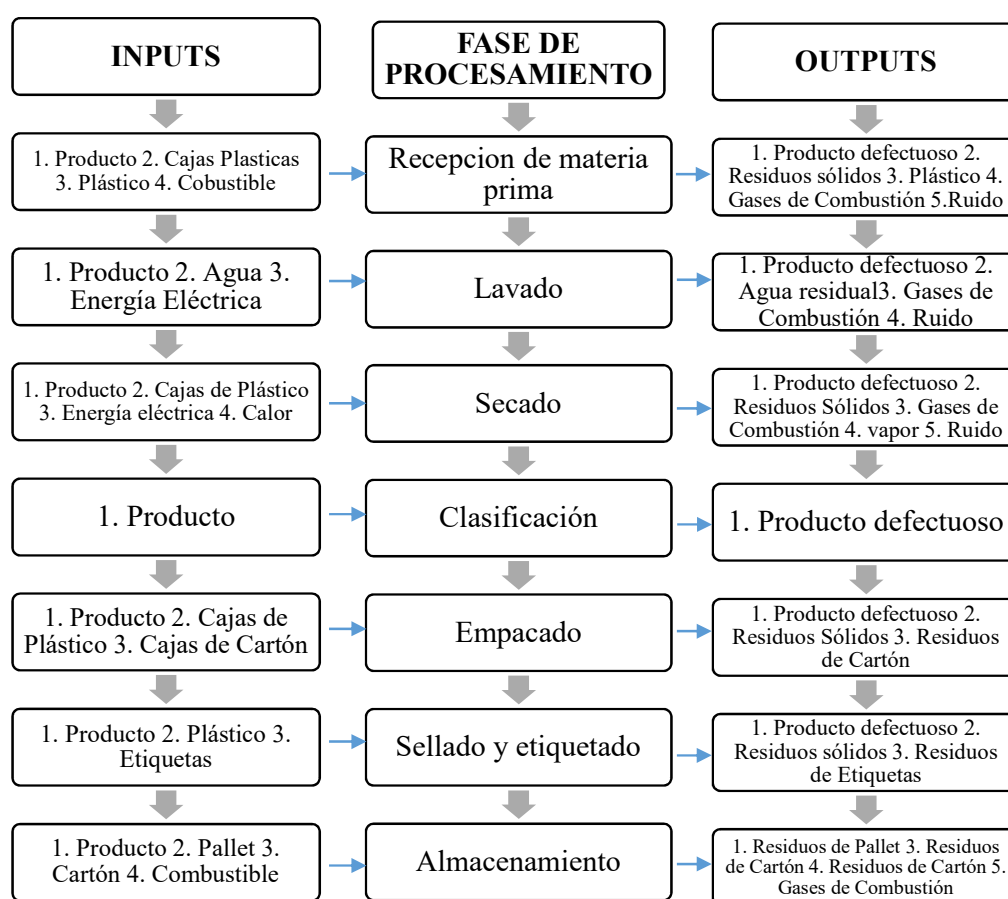 INPUTS
FASE DE
PROCESAMIENTO
OUTPUTS
1. Producto 2. Cajas Plasticas
3. Plástico 4. Cobustible
Recepcion de materia
prima
1. Producto defectuoso 2.
Residuos sólidos 3. Plástico 4.
Gases de Combustión 5.Ruido
1. Producto 2. Agua 3.
Energía Eléctrica
Lavado
1. Producto defectuoso 2.
Agua residual3. Gases de
Combustión 4. Ruido
1. Producto 2. Cajas de Plástico
3. Energía eléctrica 4. Calor
Secado
1. Producto defectuoso 2.
Residuos Sólidos 3. Gases de
Combustión 4. vapor 5. Ruido
1. Producto
Clasificación
1. Producto defectuoso
1. Producto 2. Cajas de
Plástico 3. Cajas de Cartón
Empacado
1. Producto defectuoso 2.
Residuos Sólidos 3. Residuos
de Cartón
1. Producto 2. Plástico 3.
Etiquetas
Sellado y etiquetado
1. Producto defectuoso 2.
Residuos sólidos 3. Residuos
de Etiquetas
1. Producto 2. Pallet 3.
Cartón 4. Combustible
Almacenamiento
1. Residuos de Pallet 3. Residuos
de Cartón 4. Residuos de Cartón 5.
Gases de Combustión